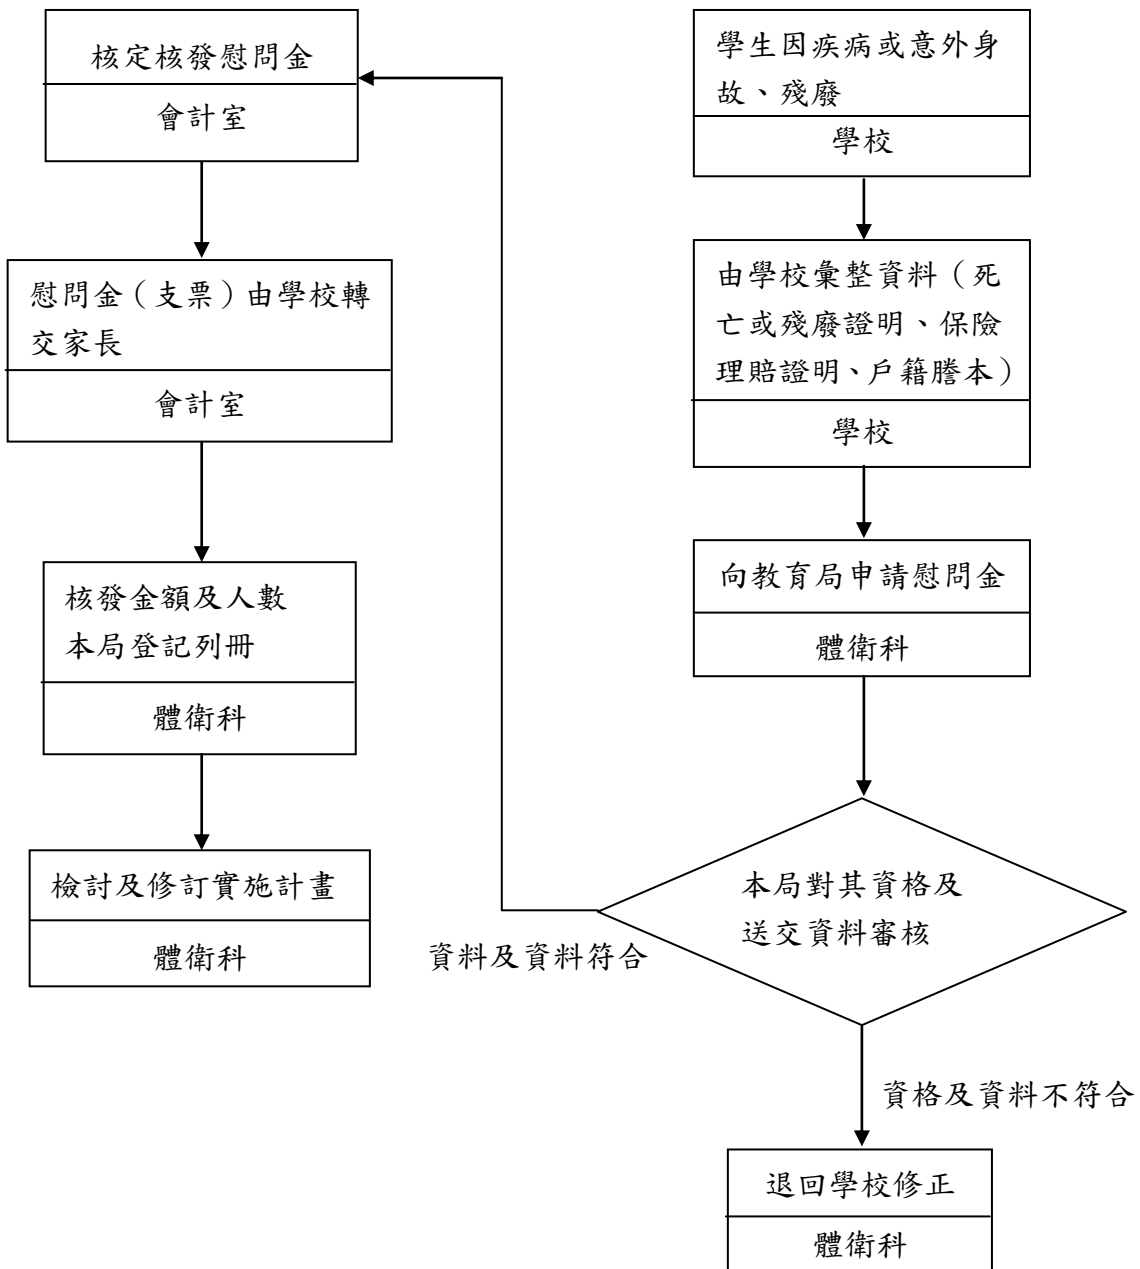 學生因疾病或意外身
故、殘廢
學校
由學校彙整資料（死
亡或殘廢證明、保險
理賠證明、戶籍謄本）
學校
向教育局申請慰問金
體衛科
本局對其資格及
送交資料審核
資料及資料符合
資格及資料不符合
退回學校修正
體衛科
核定核發慰問金
會計室
慰問金（支票）由學校轉
交家長
會計室
核發金額及人數
本局登記列冊
體衛科
檢討及修訂實施計畫
體衛科